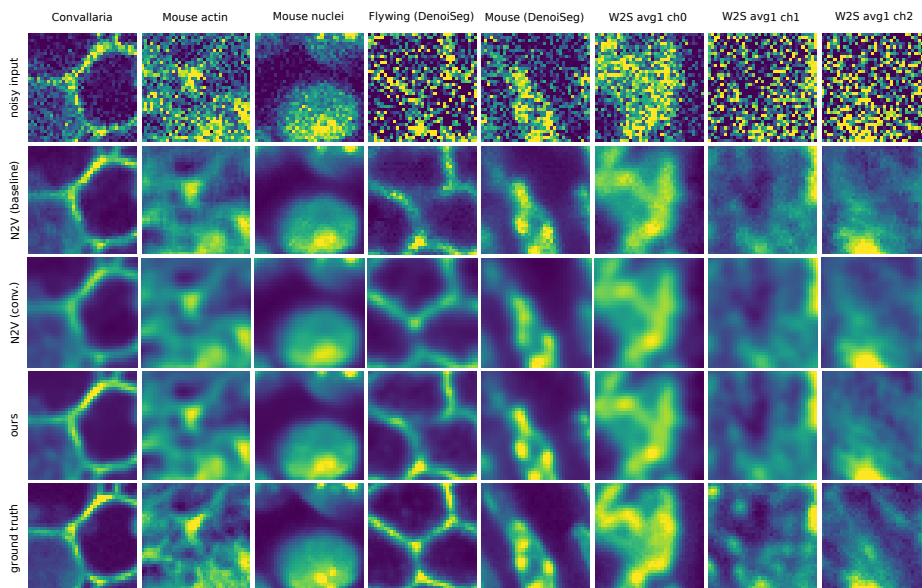 Convallaria
Mouse actin
Mouse nuclei
Flywing (DenoiSeg)
Mouse (DenoiSeg)
W2S avg1 ch0
W2S avg1 ch1
W2S avg1 ch2
noisy input
N2V (baseline)
N2V (conv.)
ours
ground truth